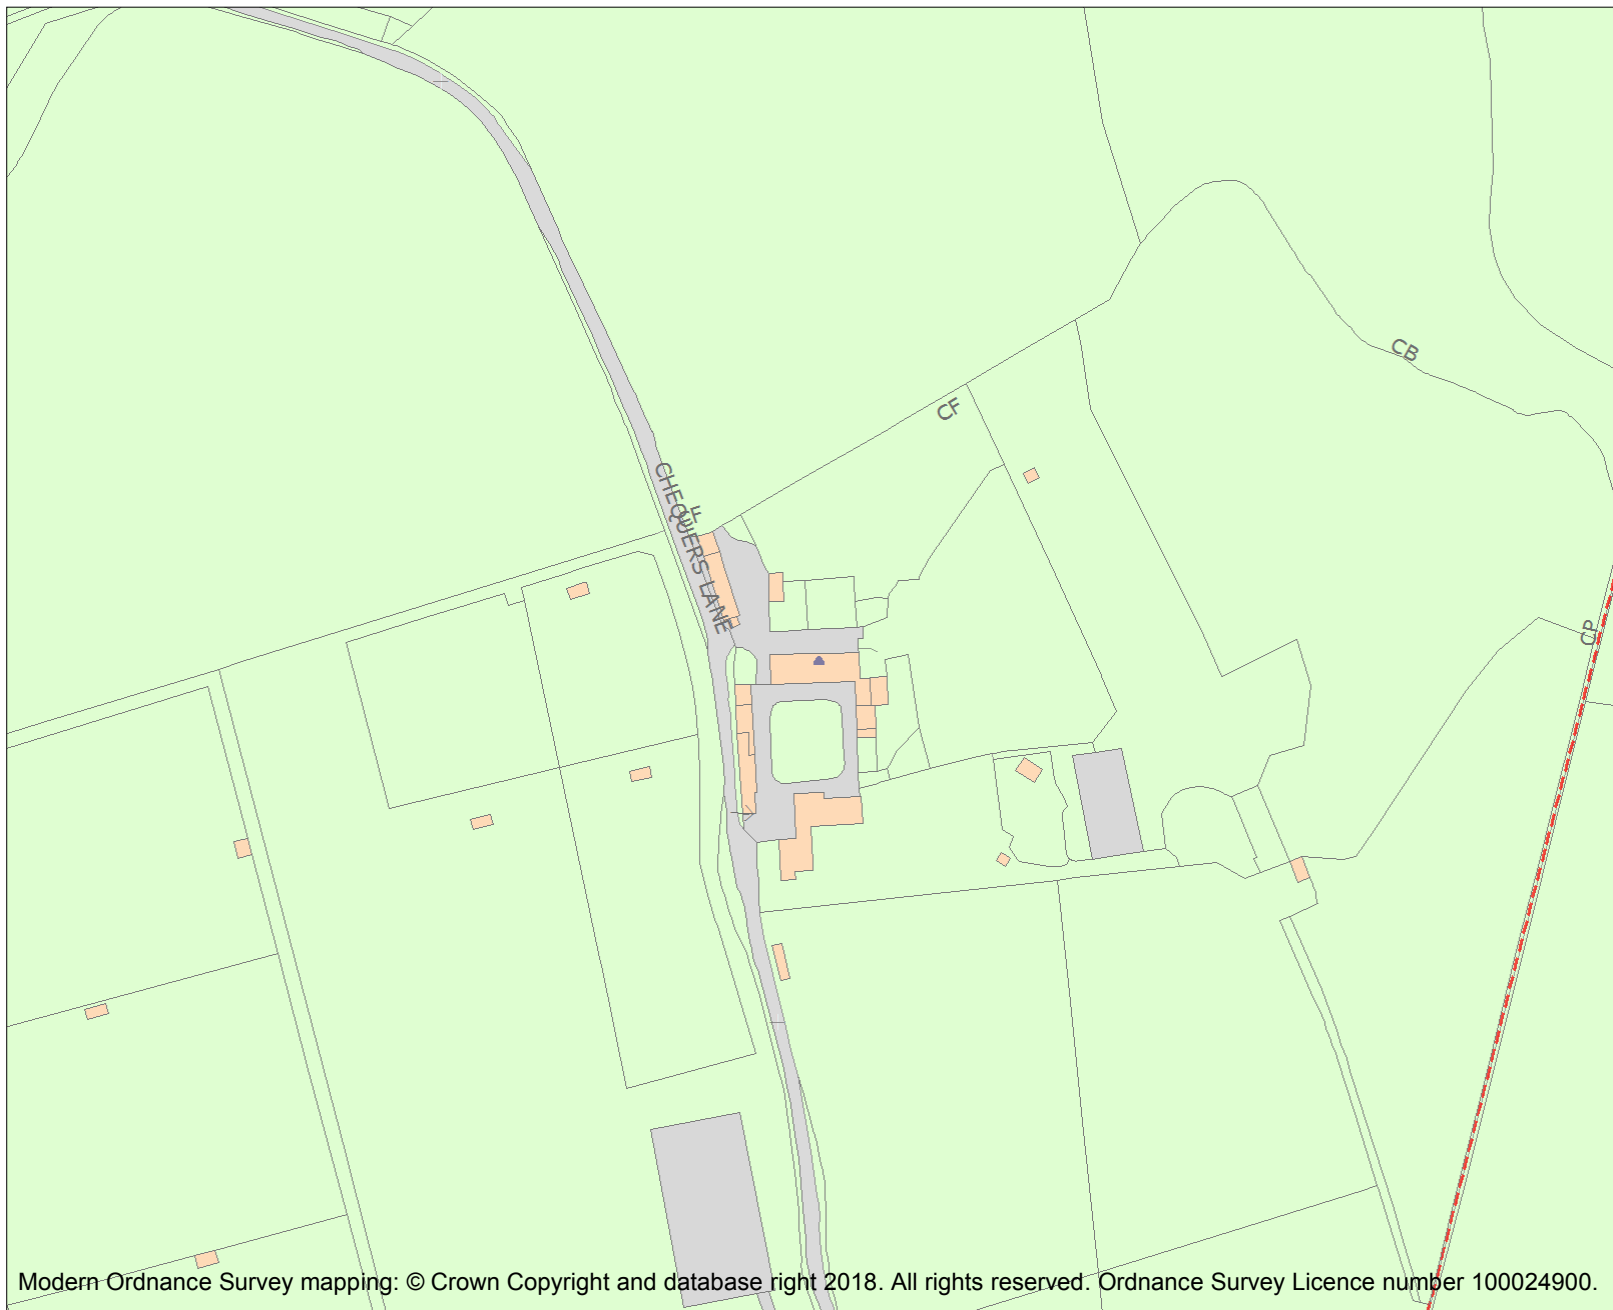 CB
CF
CHEQUERS LANE
CP
Modern Ordnance Survey mapping: © Crown Copyright and database right 2018. All rights reserved. Ordnance Survey Licence number 100024900.